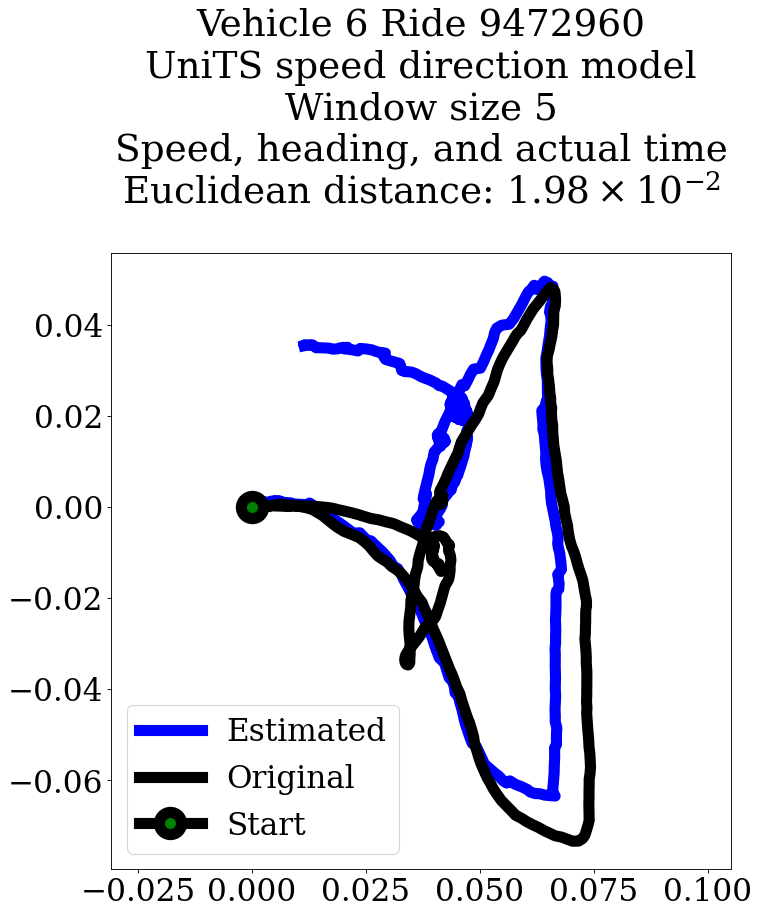 Vehicle 6 Ride 9472960
UniTS speed direction model
Window size 5
Speed, heading, and actual time
Euclidean distance: 1.98 × 10⁻²
0.04
0.02
0.00
−0.02
−0.04
−0.06
Estimated
Original
Start
−0.025 0.000 0.025 0.050 0.075 0.100